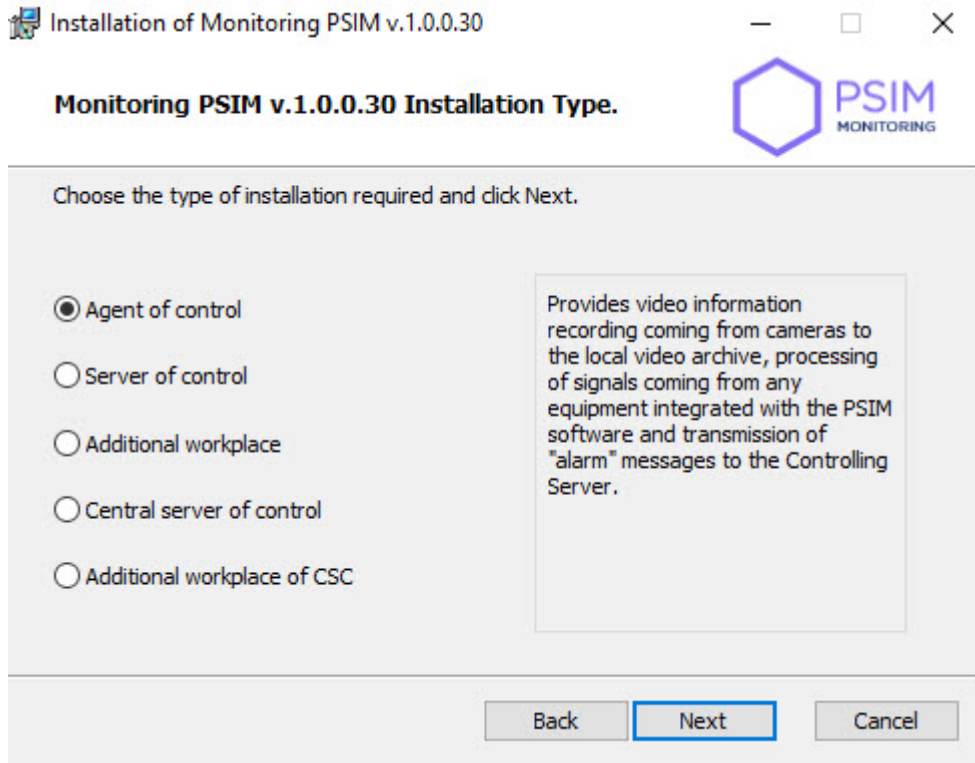 Installation of Monitoring PSIM v.1.0.0.30
Monitoring PSIM v.1.0.0.30 Installation Type.
PSIM
MONITORING
Choose the type of installation required and click Next.
Agent of control
Server of control
Additional workplace
Central server of control
Additional workplace of CSC
Provides video information
recording coming from cameras to
the local video archive, processing
of signals coming from any
equipment integrated with the PSIM
software and transmission of
"alarm" messages to the Controlling
Server.
Back
Next
Cancel